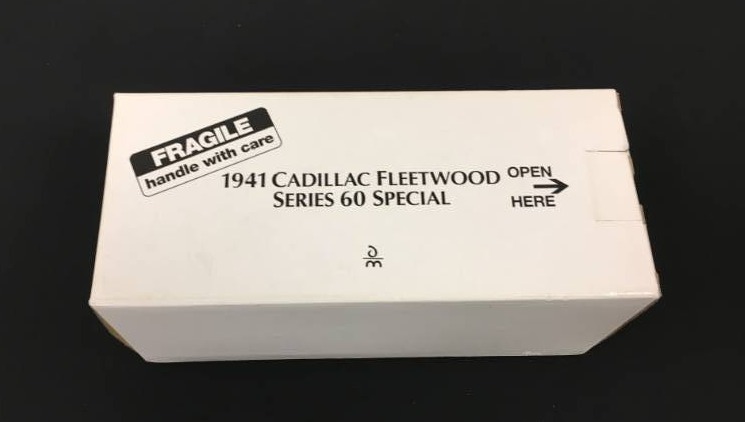 FRAGILE
handle with care
1941 CADILLAC FLEETWOOD
SERIES 60 SPECIAL
OPEN
HERE